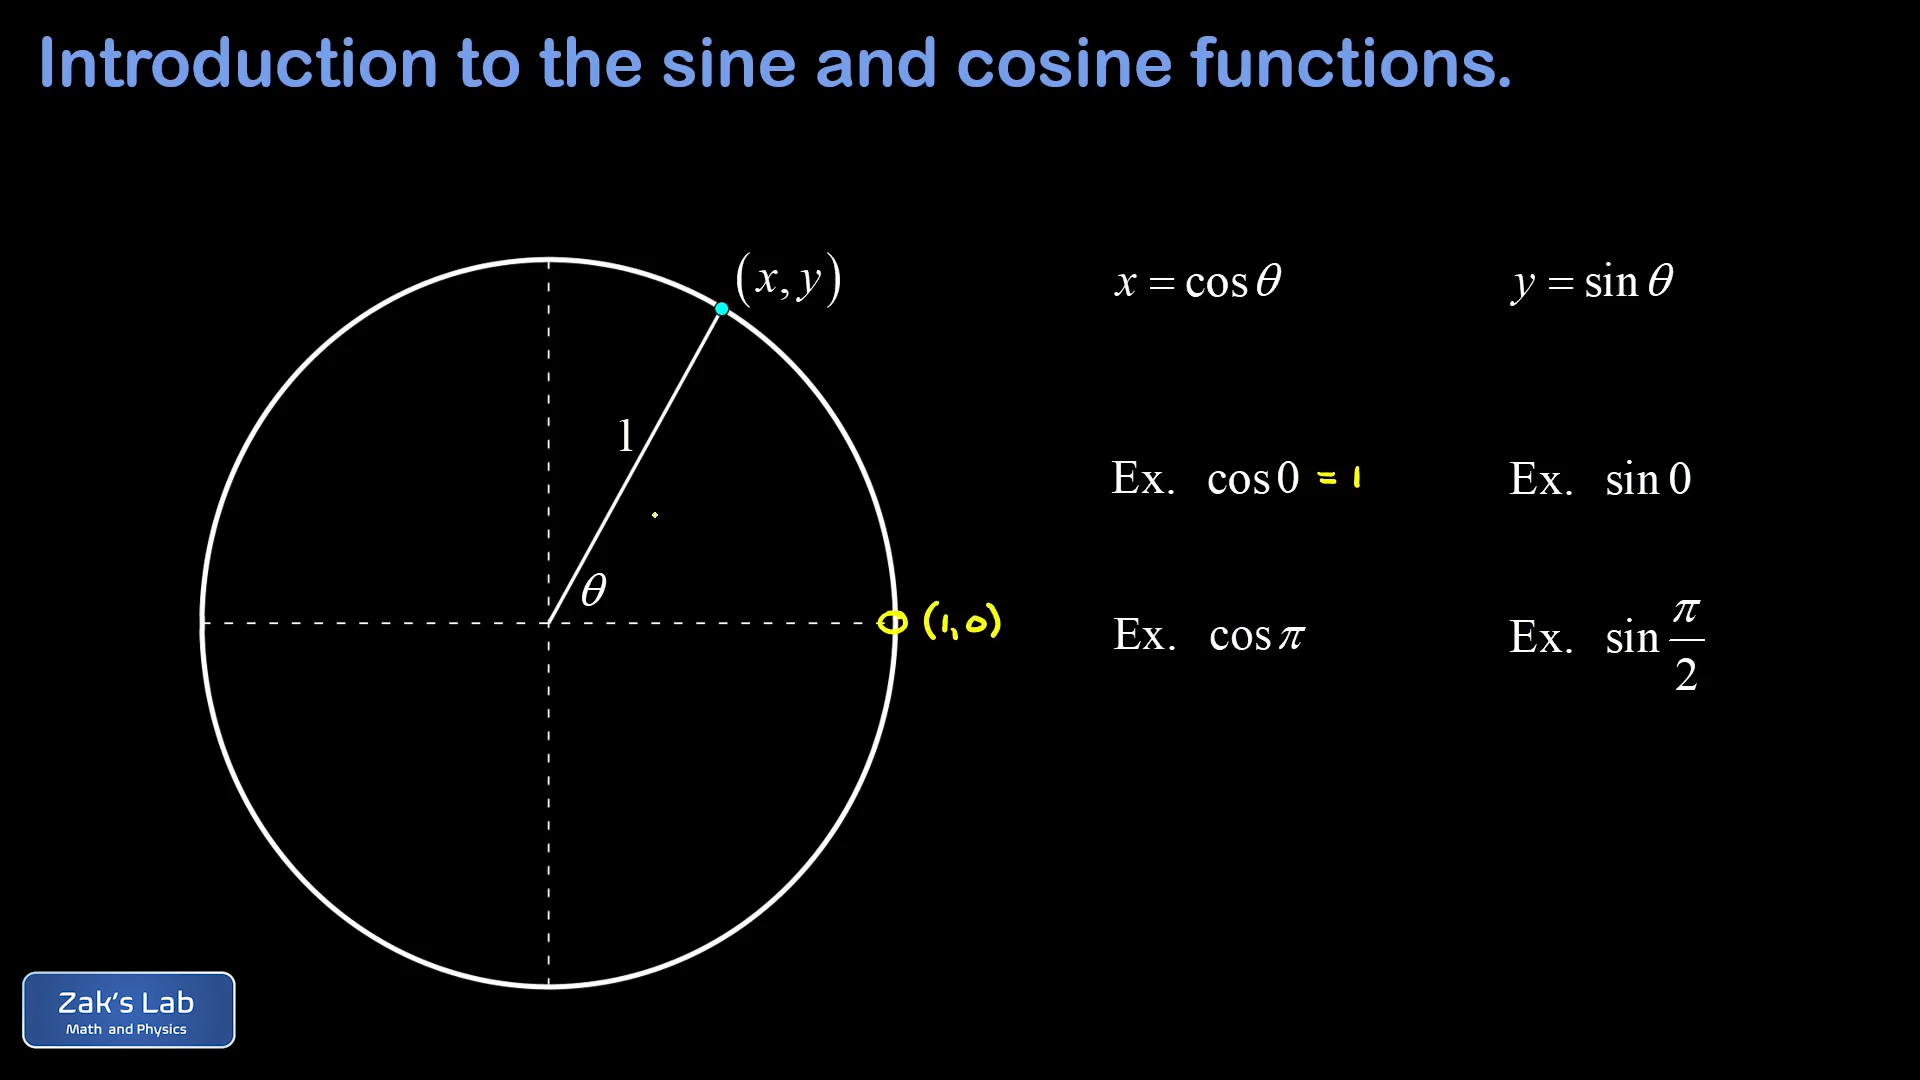 Introduction to the sine and cosine functions.
(x, y)
x = cos θ
y = sin θ
1
Ex. cos 0 = 1
Ex. sin 0
θ
(1, 0)
Ex. cos π
Ex. sin π/2
Zak's Lab
Math and Physics